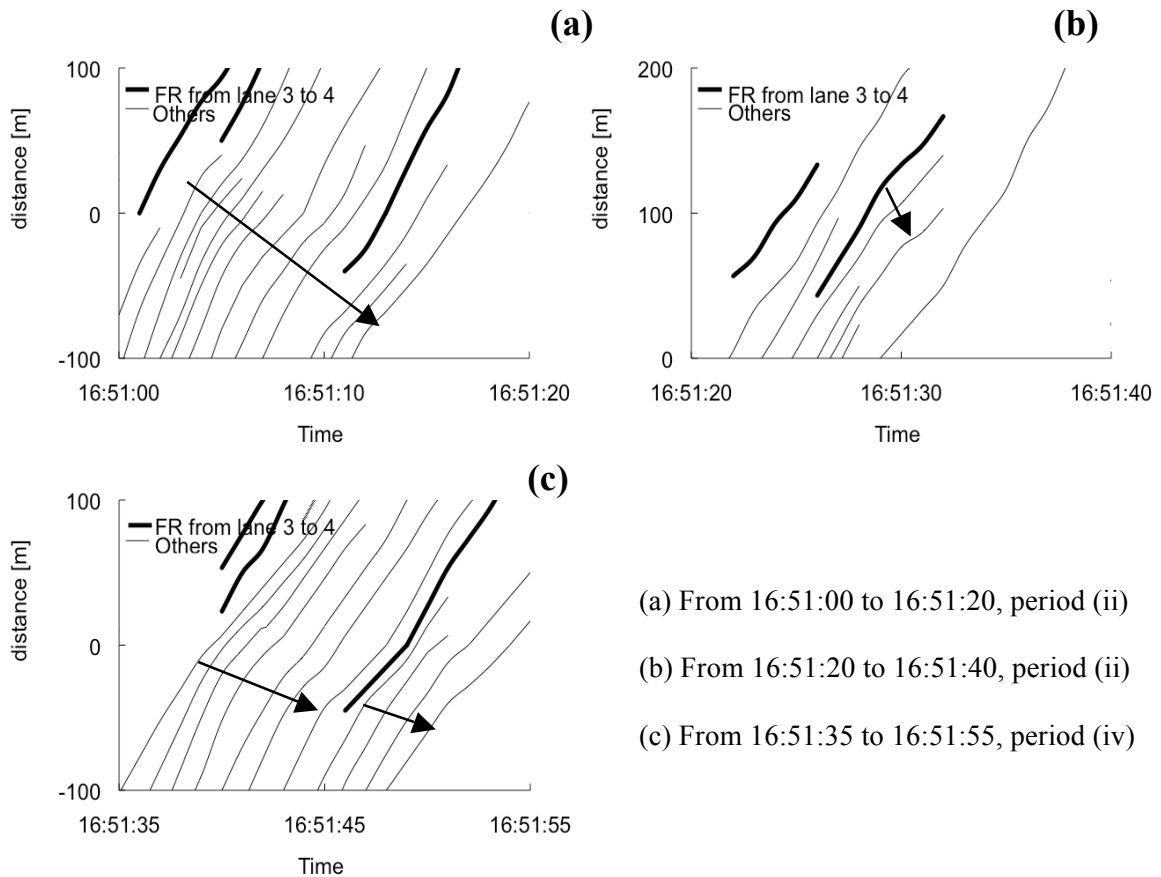 (a)
100
FR from lane 3 to 4
Others
distance [m]
0
-100
16:51:00
16:51:10
16:51:20
Time
(b)
200
FR from lane 3 to 4
Others
distance [m]
100
0
16:51:20
16:51:30
16:51:40
Time
(c)
100
FR from lane 3 to 4
Others
distance [m]
0
-100
16:51:35
16:51:45
16:51:55
Time
(a) From 16:51:00 to 16:51:20, period (ii)
(b) From 16:51:20 to 16:51:40, period (ii)
(c) From 16:51:35 to 16:51:55, period (iv)